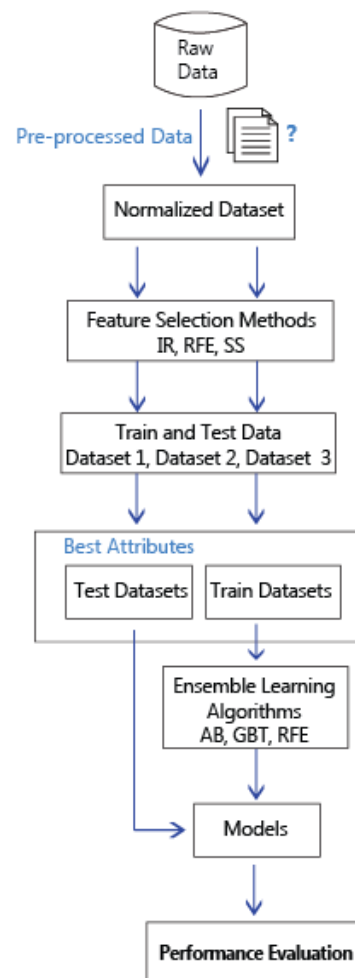 Raw
Data
Pre-processed Data
?
Normalized Dataset
Feature Selection Methods
IR, RFE, SS
Train and Test Data
Dataset 1, Dataset 2, Dataset 3
Best Attributes
Test Datasets
Train Datasets
Ensemble Learning
Algorithms
AB, GBT, RFE
Models
Performance Evaluation